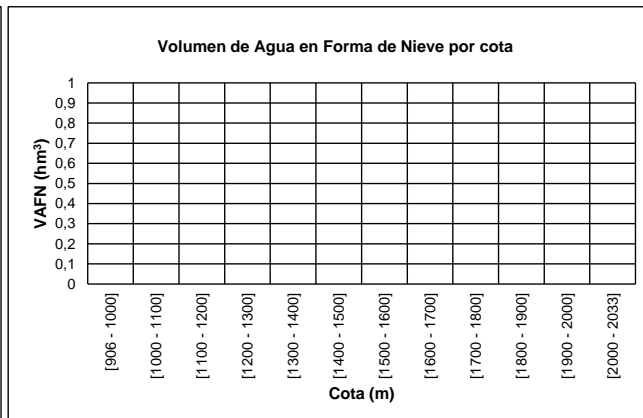 Volumen de Agua en Forma de Nieve por cota
VAFN (hm³)
1
0,9
0,8
0,7
0,6
0,5
0,4
0,3
0,2
0,1
0
[906 - 1000]
[1000 - 1100]
[1100 - 1200]
[1200 - 1300]
[1300 - 1400]
[1400 - 1500]
[1500 - 1600]
[1600 - 1700]
[1700 - 1800]
[1800 - 1900]
[1900 - 2000]
[2000 - 2033]
Cota (m)